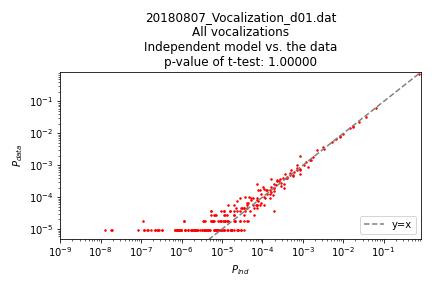 20180807_Vocalization_d01.dat
All vocalizations
Independent model vs. the data
p-value of t-test: 1.00000
10⁻¹
10⁻²
10⁻³
10⁻⁴
10⁻⁵
P_data
y=x
10⁻⁹ 10⁻⁸ 10⁻⁷ 10⁻⁶ 10⁻⁵ 10⁻⁴ 10⁻³ 10⁻² 10⁻¹
P_ind